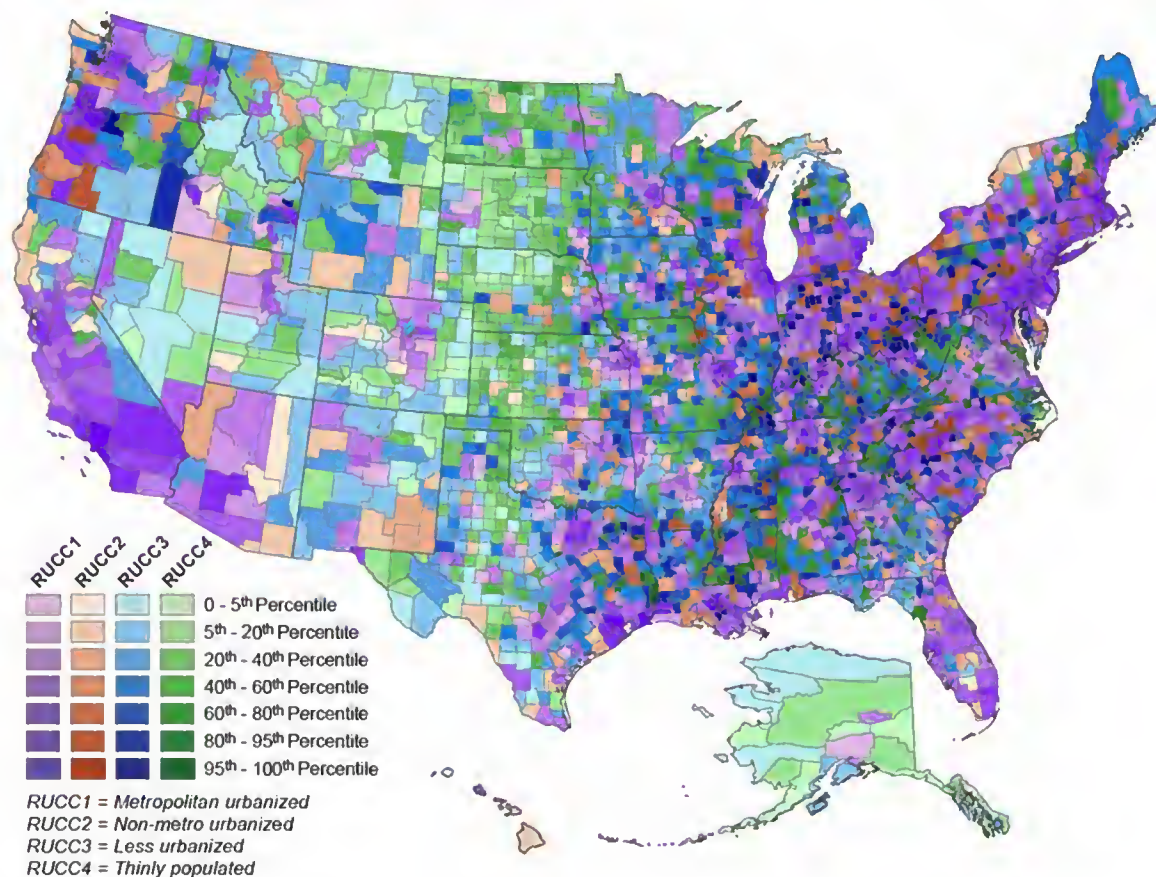 RUCC1 RUCC2 RUCC3 RUCC4
0 - 5th Percentile
5th - 20th Percentile
20th - 40th Percentile
40th - 60th Percentile
60th - 80th Percentile
80th - 95th Percentile
95th - 100th Percentile
RUCC1 = Metropolitan urbanized
RUCC2 = Non-metro urbanized
RUCC3 = Less urbanized
RUCC4 = Thinly populated